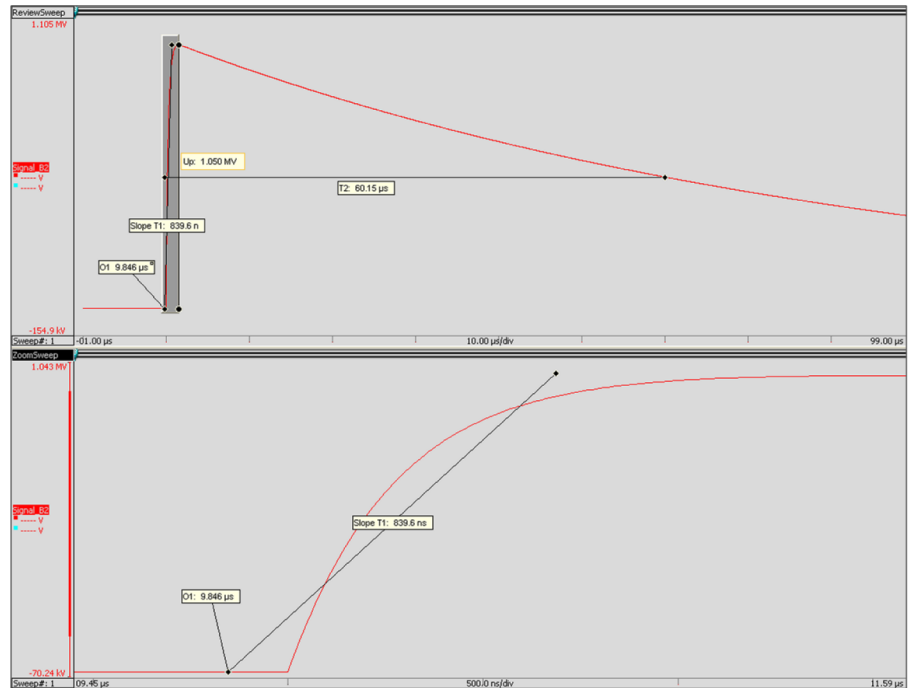 ReviewSweep
1.105 MV
Signal_B2
----- V
----- V
Up: 1.050 MV
T2: 60.15 µs
Slope T1: 839.6 n
O1 9.846 µs
-154.9 kV
Sweep#: 1
-01.00 µs
10.00 µs/div
99.00 µs
ZoomSweep
1.043 MV
Signal_B2
----- V
----- V
Slope T1: 839.6 ns
O1: 9.846 µs
-70.24 kV
Sweep#: 1
09.45 µs
500.0 ns/div
11.59 µs